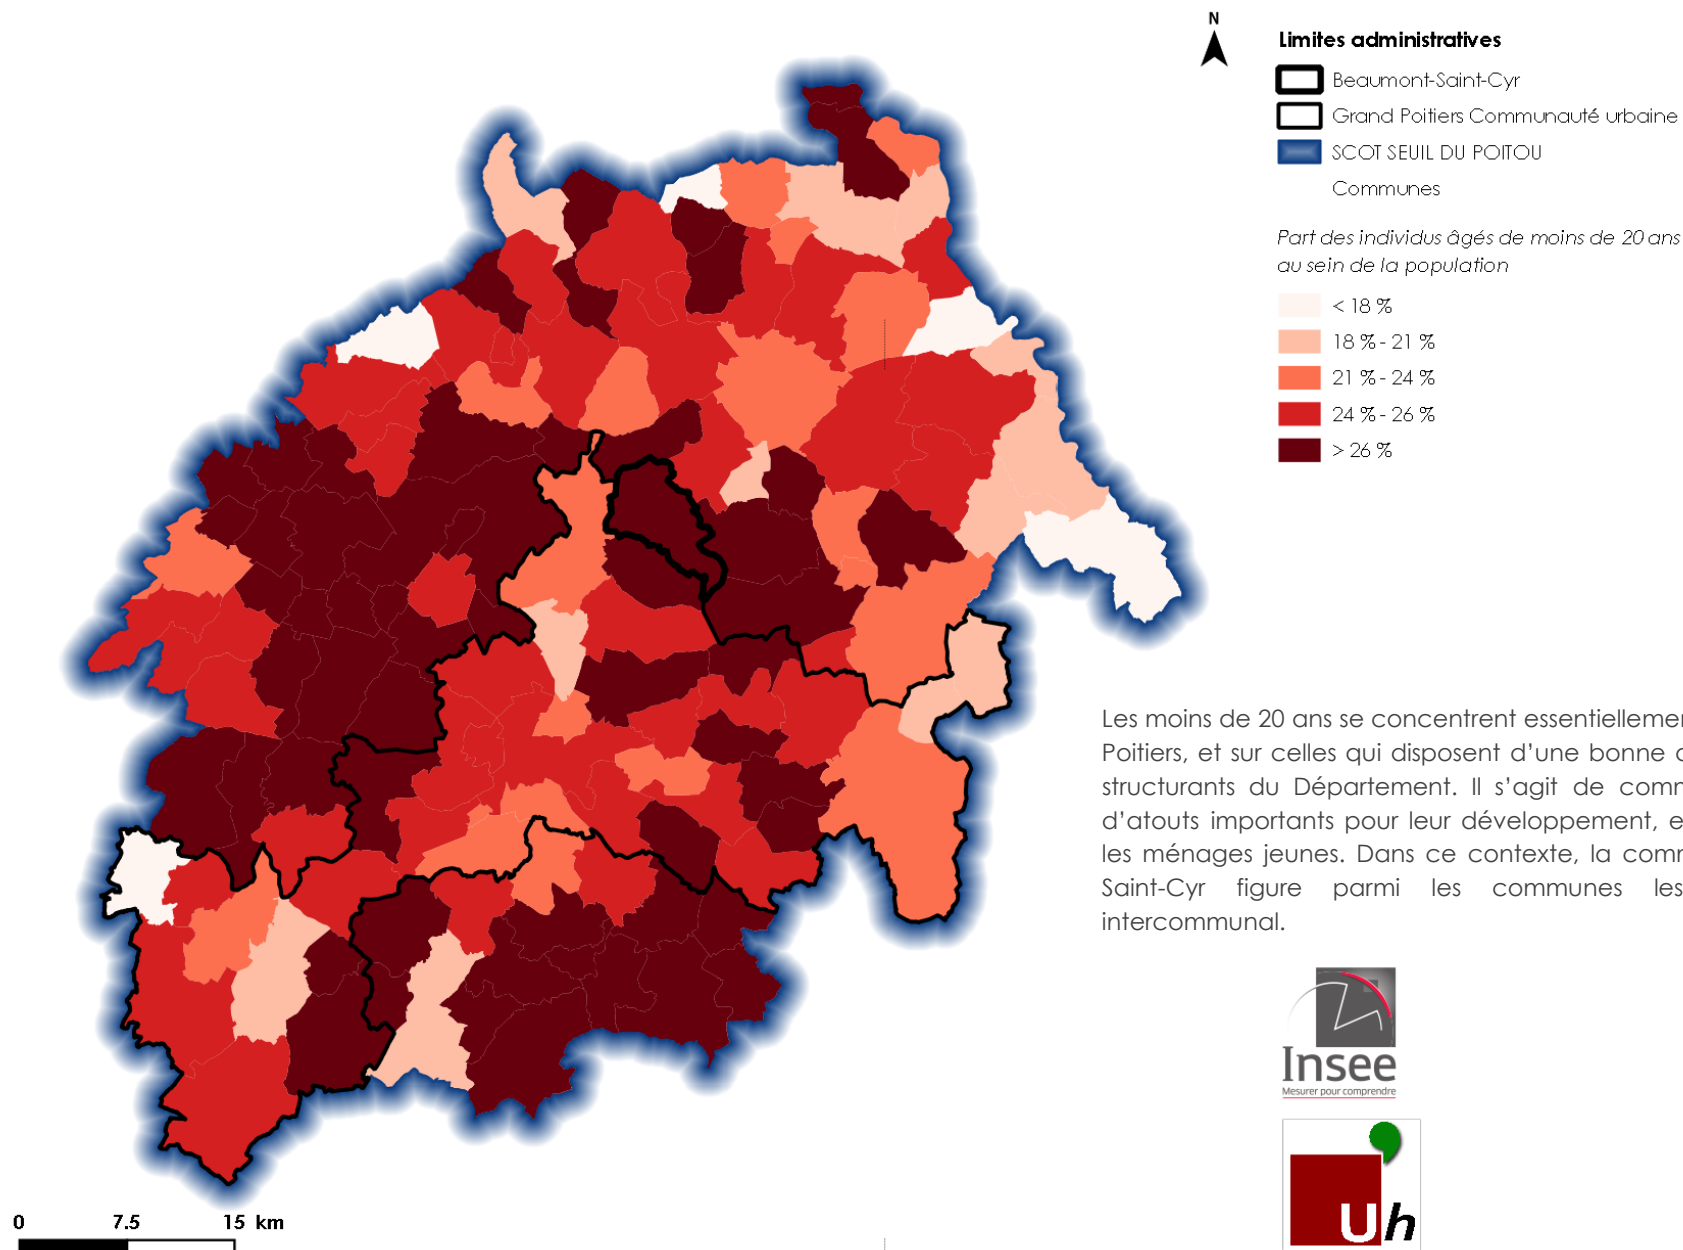 N
Limites administratives
Beaumont-Saint-Cyr
Grand Poitiers Communauté urbaine
SCOT SEUIL DU POITOU
Communes
Part des individus âgés de moins de 20 ans
au sein de la population
< 18 %
18 % - 21 %
21 % - 24 %
24 % - 26 %
> 26 %
Les moins de 20 ans se concentrent essentiellemen
Poitiers, et sur celles qui disposent d'une bonne
structurants du Département. Il s'agit de comm
d'atouts importants pour leur développement, e
les ménages jeunes. Dans ce contexte, la comm
Saint-Cyr figure parmi les communes les
intercommunal.
Insee
Mesurer pour comprendre
Uh
0 7.5 15 km